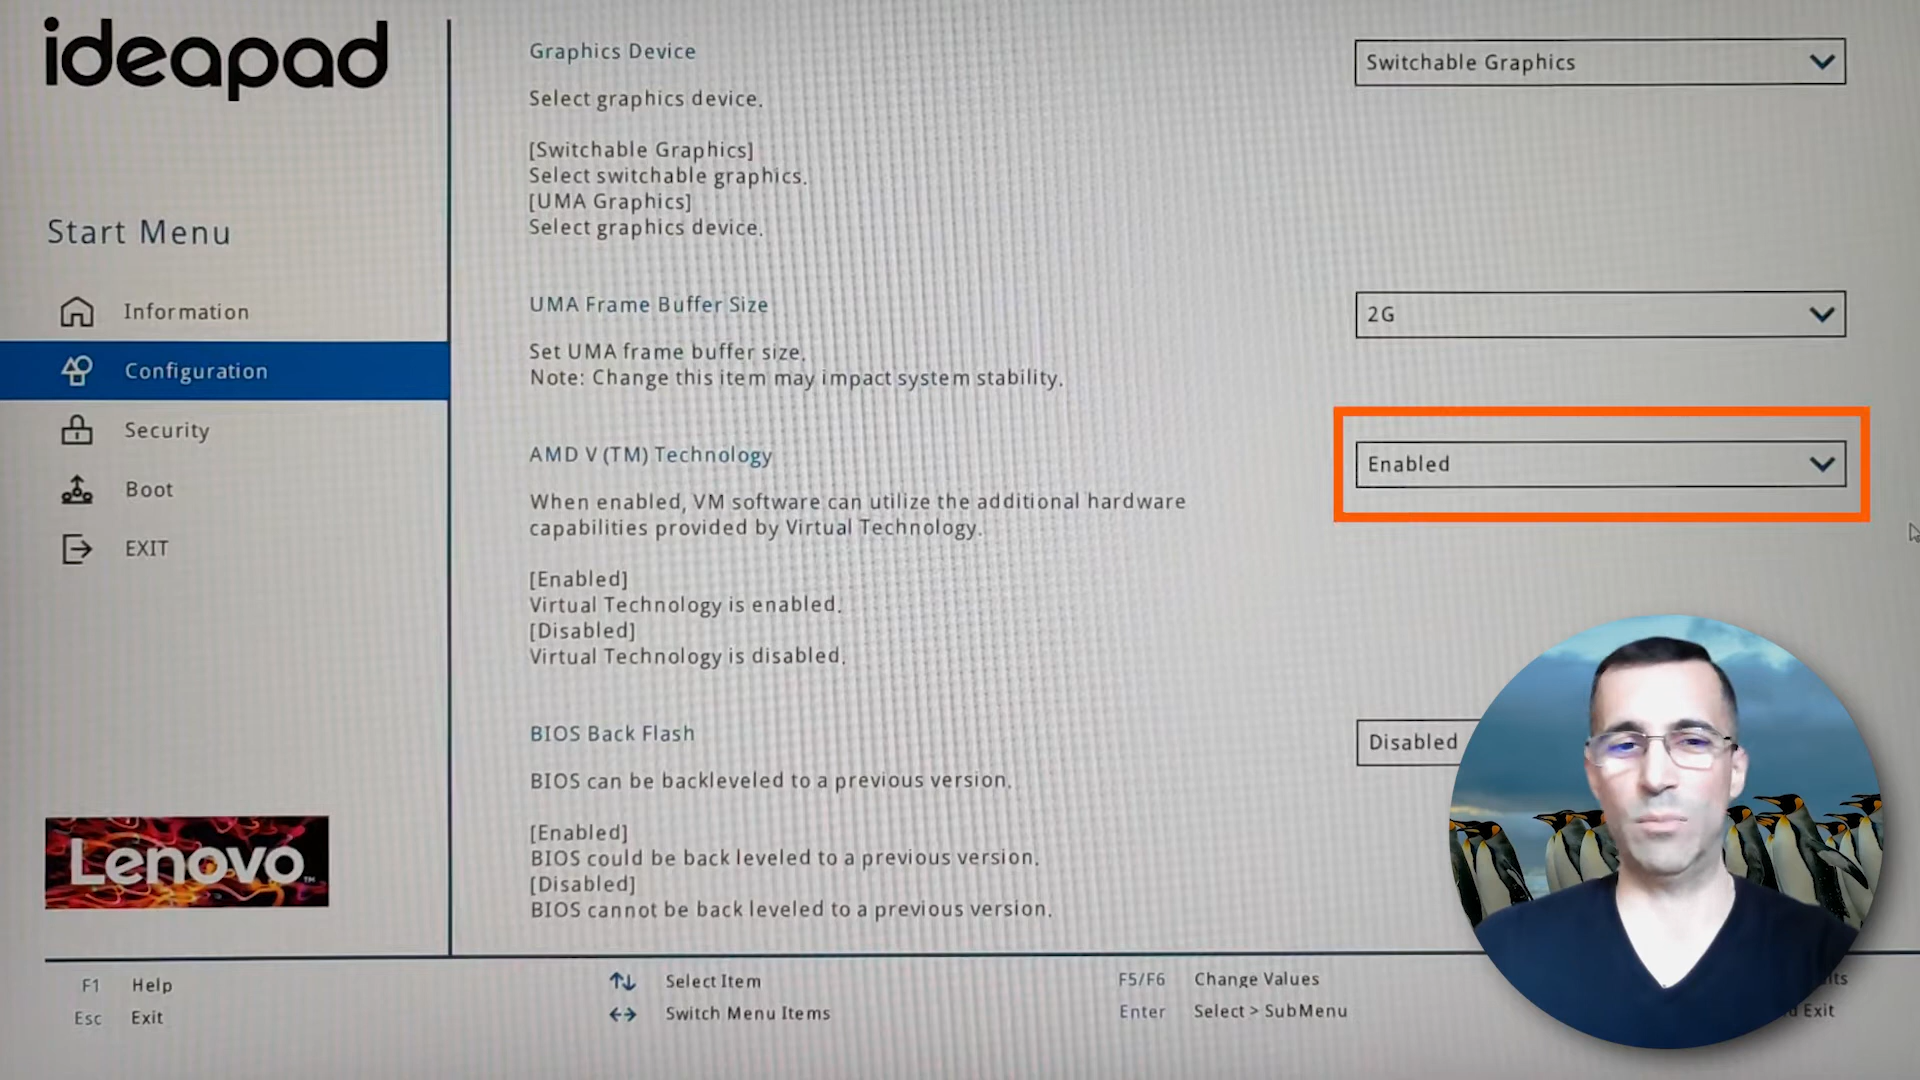 ideapad
Start Menu
Information
Configuration
Security
Boot
EXIT
Lenovo™
Graphics Device
Switchable Graphics
Select graphics device.
[Switchable Graphics]
Select switchable graphics.
[UMA Graphics]
Select graphics device.
UMA Frame Buffer Size
2G
Set UMA frame buffer size.
Note: Change this item may impact system stability.
AMD V (TM) Technology
Enabled
When enabled, VM software can utilize the additional hardware
capabilities provided by Virtual Technology.
[Enabled]
Virtual Technology is enabled.
[Disabled]
Virtual Technology is disabled.
BIOS Back Flash
Disabled
BIOS can be backleveled to a previous version.
[Enabled]
BIOS could be back leveled to a previous version.
[Disabled]
BIOS cannot be back leveled to a previous version.
F1 Help
Esc Exit
↑↓ Select Item
↔ Switch Menu Items
F5/F6 Change Values
Enter Select > SubMenu
Exit